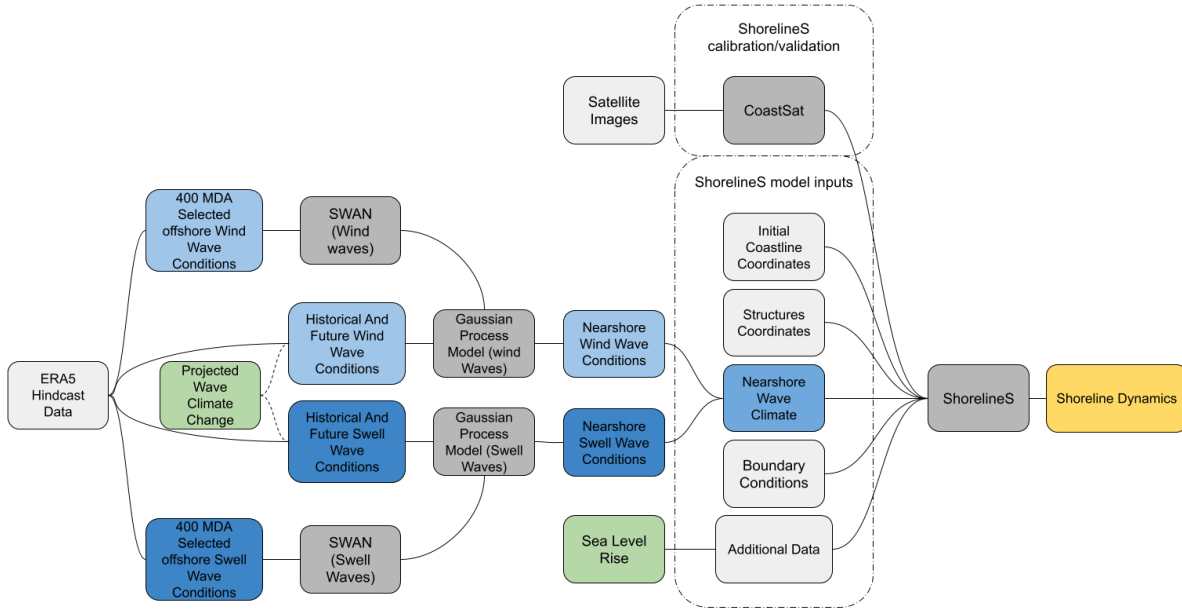 ShorelineS
calibration/validation
Satellite
Images
CoastSat
ShorelineS model inputs
400 MDA
Selected
offshore Wind
Wave
Conditions
SWAN
(Wind
waves)
Initial
Coastline
Coordinates
Historical And
Future Wind
Wave
Conditions
Gaussian
Process
Model (wind
Waves)
Nearshore
Wind Wave
Conditions
Structures
Coordinates
ERA5
Hindcast
Data
Projected
Wave
Climate
Change
Nearshore
Wave
Climate
ShorelineS
Shoreline Dynamics
Historical And
Future Swell
Wave
Conditions
Gaussian
Process
Model (Swell
Waves)
Nearshore
Swell Wave
Conditions
Boundary
Conditions
400 MDA
Selected
offshore Swell
Wave
Conditions
SWAN
(Swell
Waves)
Sea Level
Rise
Additional Data